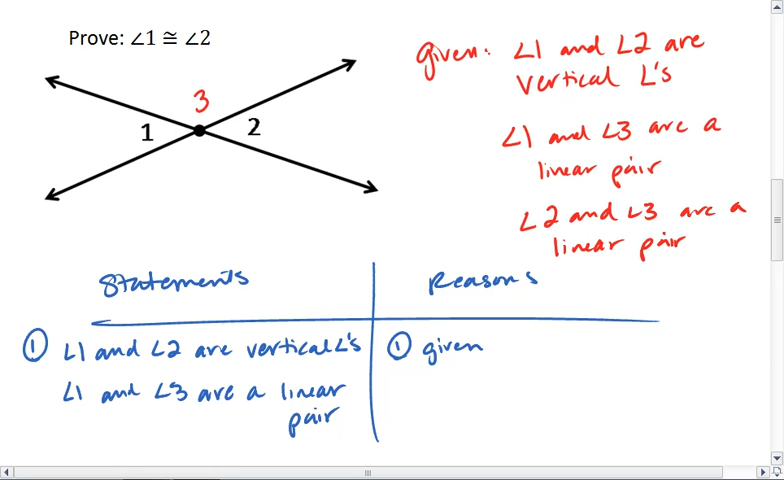 Prove: ∠1 ≅ ∠2
given: ∠1 and ∠2 are
vertical ∠'s
∠1 and ∠3 are a
linear pair
∠2 and ∠3 are a
linear pair
3
1
2
Statements
Reasons
① ∠1 and ∠2 are vertical ∠'s
① given
∠1 and ∠3 are a linear
pair